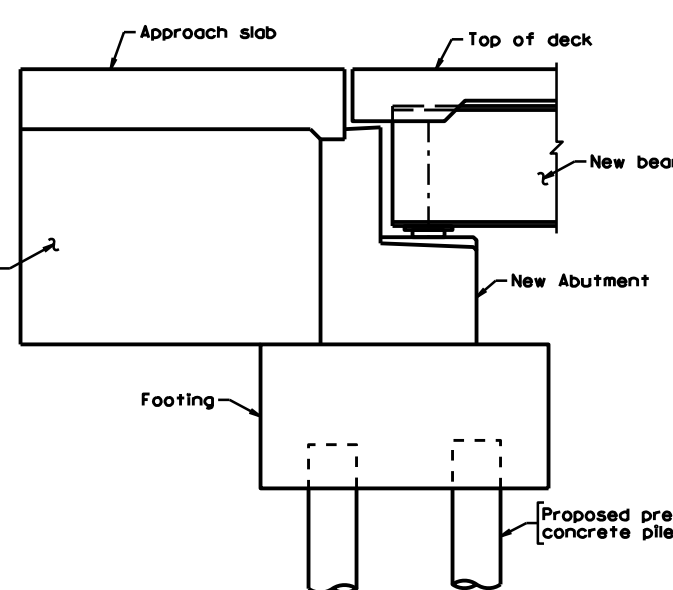 Approach slab
Top of deck
New bea
New Abutment
Footing
Proposed pre
concrete pile